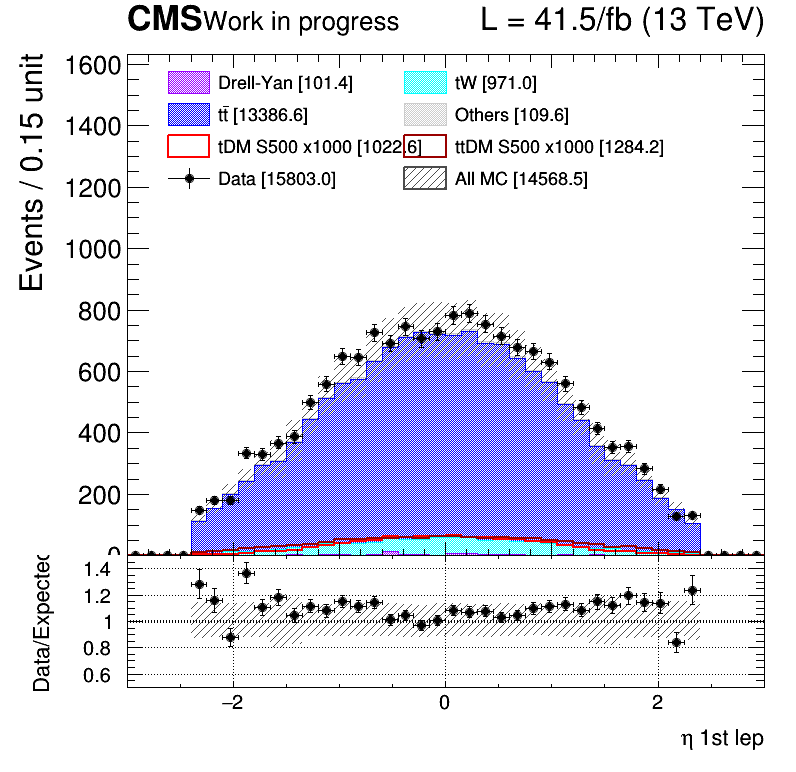 CMS Work in progress L = 41.5/fb (13 TeV)
Events / 0.15 unit
1600
1400
1200
1000
800
600
400
200
0
Drell-Yan [101.4] tW [971.0]
tt̄ [13386.6] Others [109.6]
tDM S500 x1000 [1022.6] ttDM S500 x1000 [1284.2]
Data [15803.0] All MC [14568.5]
Data/Expected
1.4
1.2
1
0.8
0.6
−2 0 2
η 1st lep